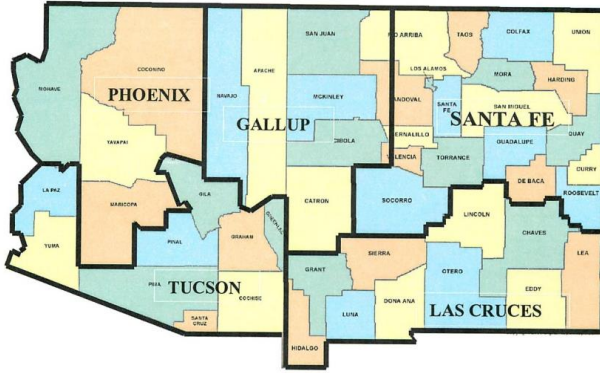 SAN JUAN
RIO ARRIBA
TAOS
COLFAX
UNION
MOHAVE
COCONINO
NAVAJO
APACHE
LOS ALAMOS
MORA
HARDING
PHOENIX
MCKINLEY
SANDOVAL
SANTA
FE
SAN MIGUEL
GALLUP
SANTA FE
YAVAPAI
CIBOLA
BERNALILLO
GUADALUPE
QUAY
VALENCIA
TORRANCE
CURRY
LA PAZ
GILA
DE BACA
ROOSEVELT
MARICOPA
CATRON
SOCORRO
LINCOLN
CHAVES
YUMA
PINAL
GRAHAM
GREENLEE
SIERRA
LEA
PIMA
TUCSON
COCHISE
GRANT
OTERO
EDDY
SANTA
CRUZ
LUNA
DONA ANA
LAS CRUCES
HIDALGO